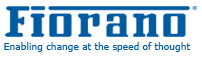 Fiorano®
Enabling change at the speed of thought